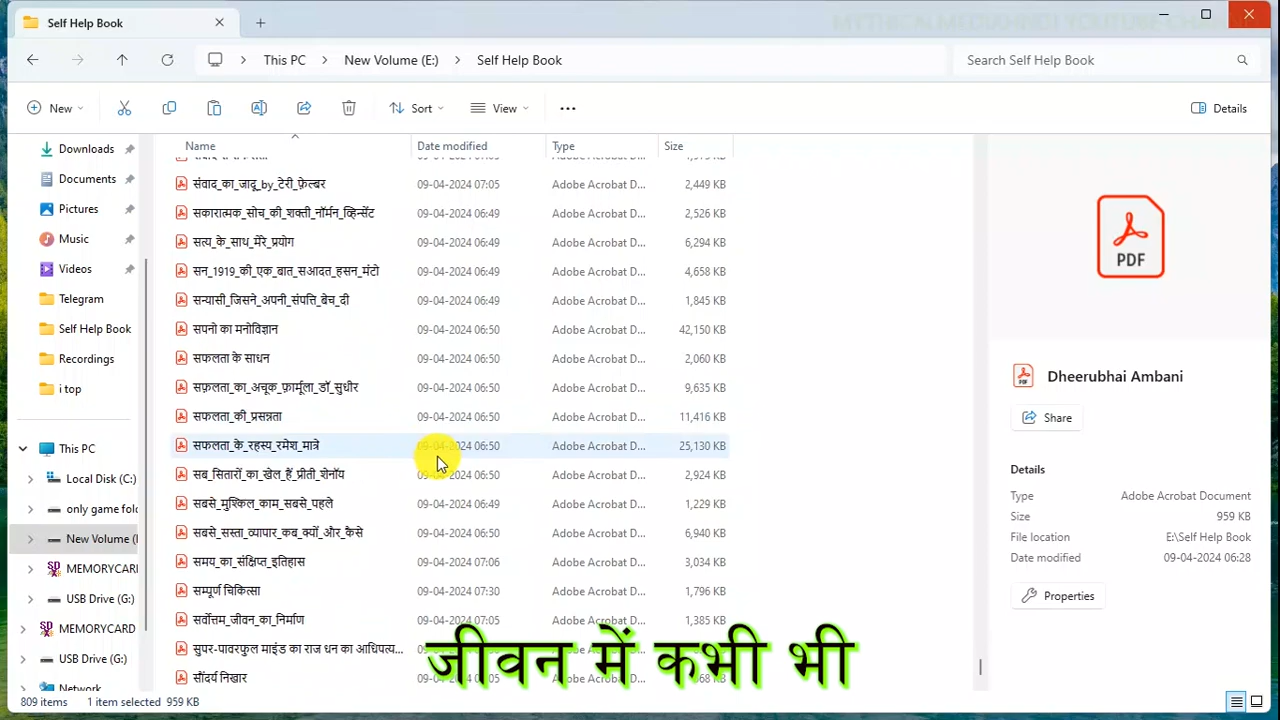 Self Help Book
This PC
New Volume (E:)
Self Help Book
Search Self Help Book
New
Sort
View
Details
Name
Date modified
Type
Size
संवाद_का_जादू_by_टेरी_फ़ेल्बर 09-04-2024 07:05 Adobe Acrobat D... 2,449 KB
सकारात्मक_सोच_की_शक्ती_नॉर्मन_व्हिन्सेंट 09-04-2024 06:49 Adobe Acrobat D... 2,526 KB
सत्य_के_साथ_मेरे_प्रयोग 09-04-2024 06:49 Adobe Acrobat D... 6,294 KB
सन_1919_की_एक_बात_सआदत_हसन_मंटो 09-04-2024 06:49 Adobe Acrobat D... 4,658 KB
सन्यासी_जिसने_अपनी_संपत्ति_बेच_दी 09-04-2024 06:49 Adobe Acrobat D... 1,845 KB
सपनो का मनोविज्ञान 09-04-2024 06:50 Adobe Acrobat D... 42,150 KB
सफलता के साधन 09-04-2024 06:50 Adobe Acrobat D... 2,060 KB
सफ़लता_का_अचूक_फ़ार्मूला_डॉ_सुधीर 09-04-2024 06:50 Adobe Acrobat D... 9,635 KB
सफलता_की_प्रसन्नता 09-04-2024 06:50 Adobe Acrobat D... 11,416 KB
सफलता_के_रहस्य_रमेश_मात्रे 09-04-2024 06:50 Adobe Acrobat D... 25,130 KB
सब_सितारों_का_खेल_हैं_प्रीती_शेनॉय 09-04-2024 06:50 Adobe Acrobat D... 2,924 KB
सबसे_मुश्किल_काम_सबसे_पहले 09-04-2024 06:49 Adobe Acrobat D... 1,229 KB
सबसे_सस्ता_व्यापार_कब_क्यों_और_कैसे 09-04-2024 06:50 Adobe Acrobat D... 6,940 KB
समय_का_संक्षिप्त_इतिहास 09-04-2024 07:06 Adobe Acrobat D... 3,034 KB
सम्पूर्ण चिकित्सा 09-04-2024 07:30 Adobe Acrobat D... 1,796 KB
सर्वोत्तम_जीवन_का_निर्माण 09-04-2024 07:05 Adobe Acrobat D... 1,385 KB
सुपर-पावरफुल माइंड का राज धन का आधिपत्य...
सौंदर्य निखार
जीवन में कभी भी
Downloads
Documents
Pictures
Music
Videos
Telegram
Self Help Book
Recordings
i top
This PC
Local Disk (C:)
only game fol
New Volume (
MEMORYCARD
USB Drive (G:)
MEMORYCARD
USB Drive (G:)
Network
PDF
Dheerubhai Ambani
Share
Details
Type Adobe Acrobat Document
Size 959 KB
File location E:\Self Help Book
Date modified 09-04-2024 06:28
Properties
809 items 1 item selected 959 KB